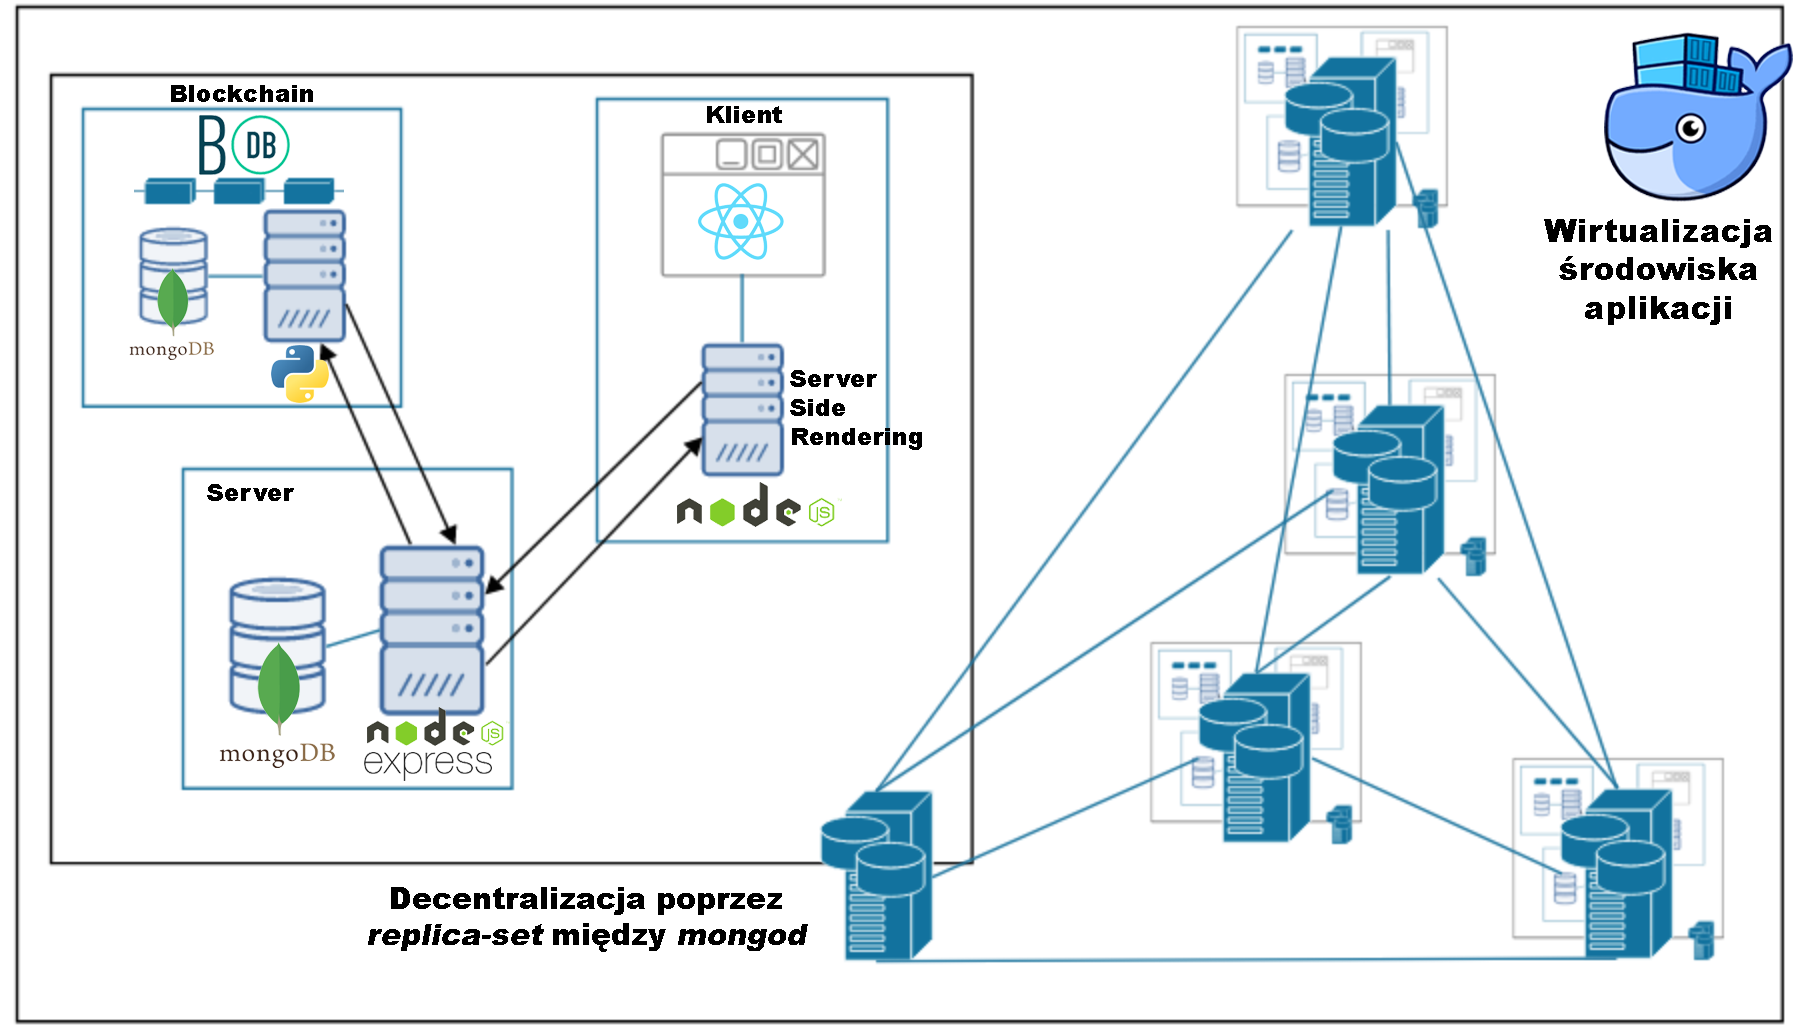 Blockchain
B DB
mongoDB
Klient
Server
Side
Rendering
node JS
Server
mongoDB
node JS
express
Decentralizacja poprzez
replica-set między mongod
Wirtualizacja
środowiska
aplikacji